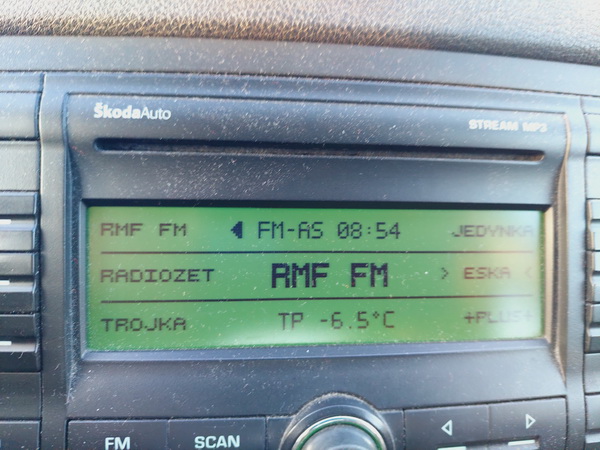 ŠkodaAuto
STREAM MP3
RMF FM FM-AS 08:54 JEDYNKA
RADIOZET RMF FM > ESKA <
TROJKA TP -6.5°C +PLUS+
FM SCAN